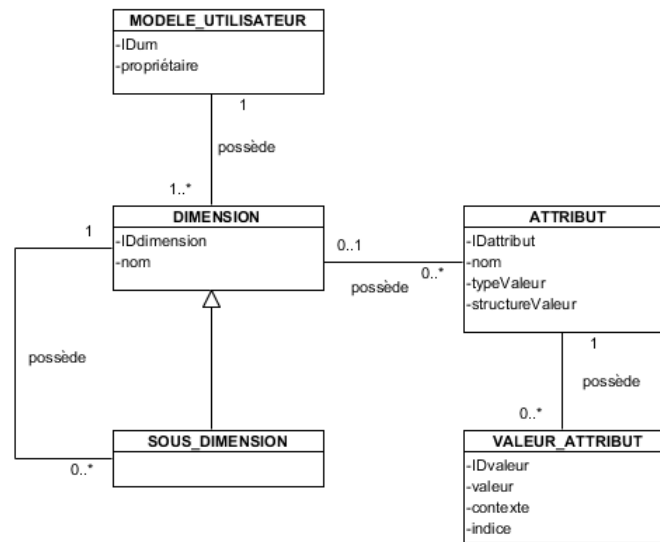 MODELE_UTILISATEUR
-IDum
-propriétaire
1
possède
1..*
DIMENSION
-IDdimension
-nom
1
possède
0..*
0..1
possède
0..*
ATTRIBUT
-IDattribut
-nom
-typeValeur
-structureValeur
1
possède
0..*
SOUS_DIMENSION
VALEUR_ATTRIBUT
-IDvaleur
-valeur
-contexte
-indice